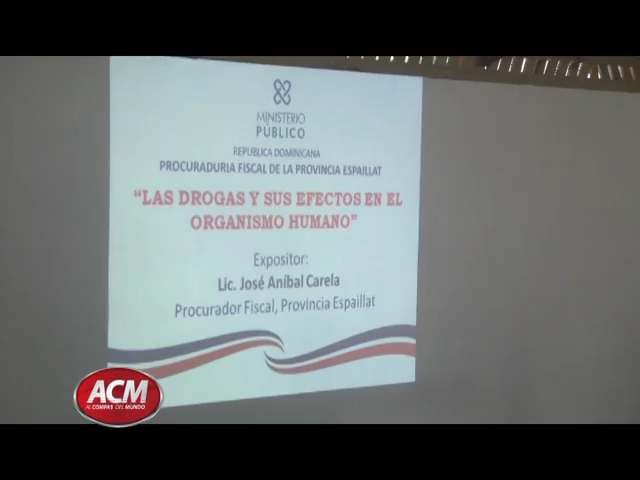 MINISTERIO
PÚBLICO
REPÚBLICA DOMINICANA
PROCURADURIA FISCAL DE LA PROVINCIA ESPAILLAT
“LAS DROGAS Y SUS EFECTOS EN EL
ORGANISMO HUMANO”
Expositor:
Lic. José Aníbal Carela
Procurador Fiscal, Provincia Espaillat
ACM
AL COMPAS DEL MUNDO